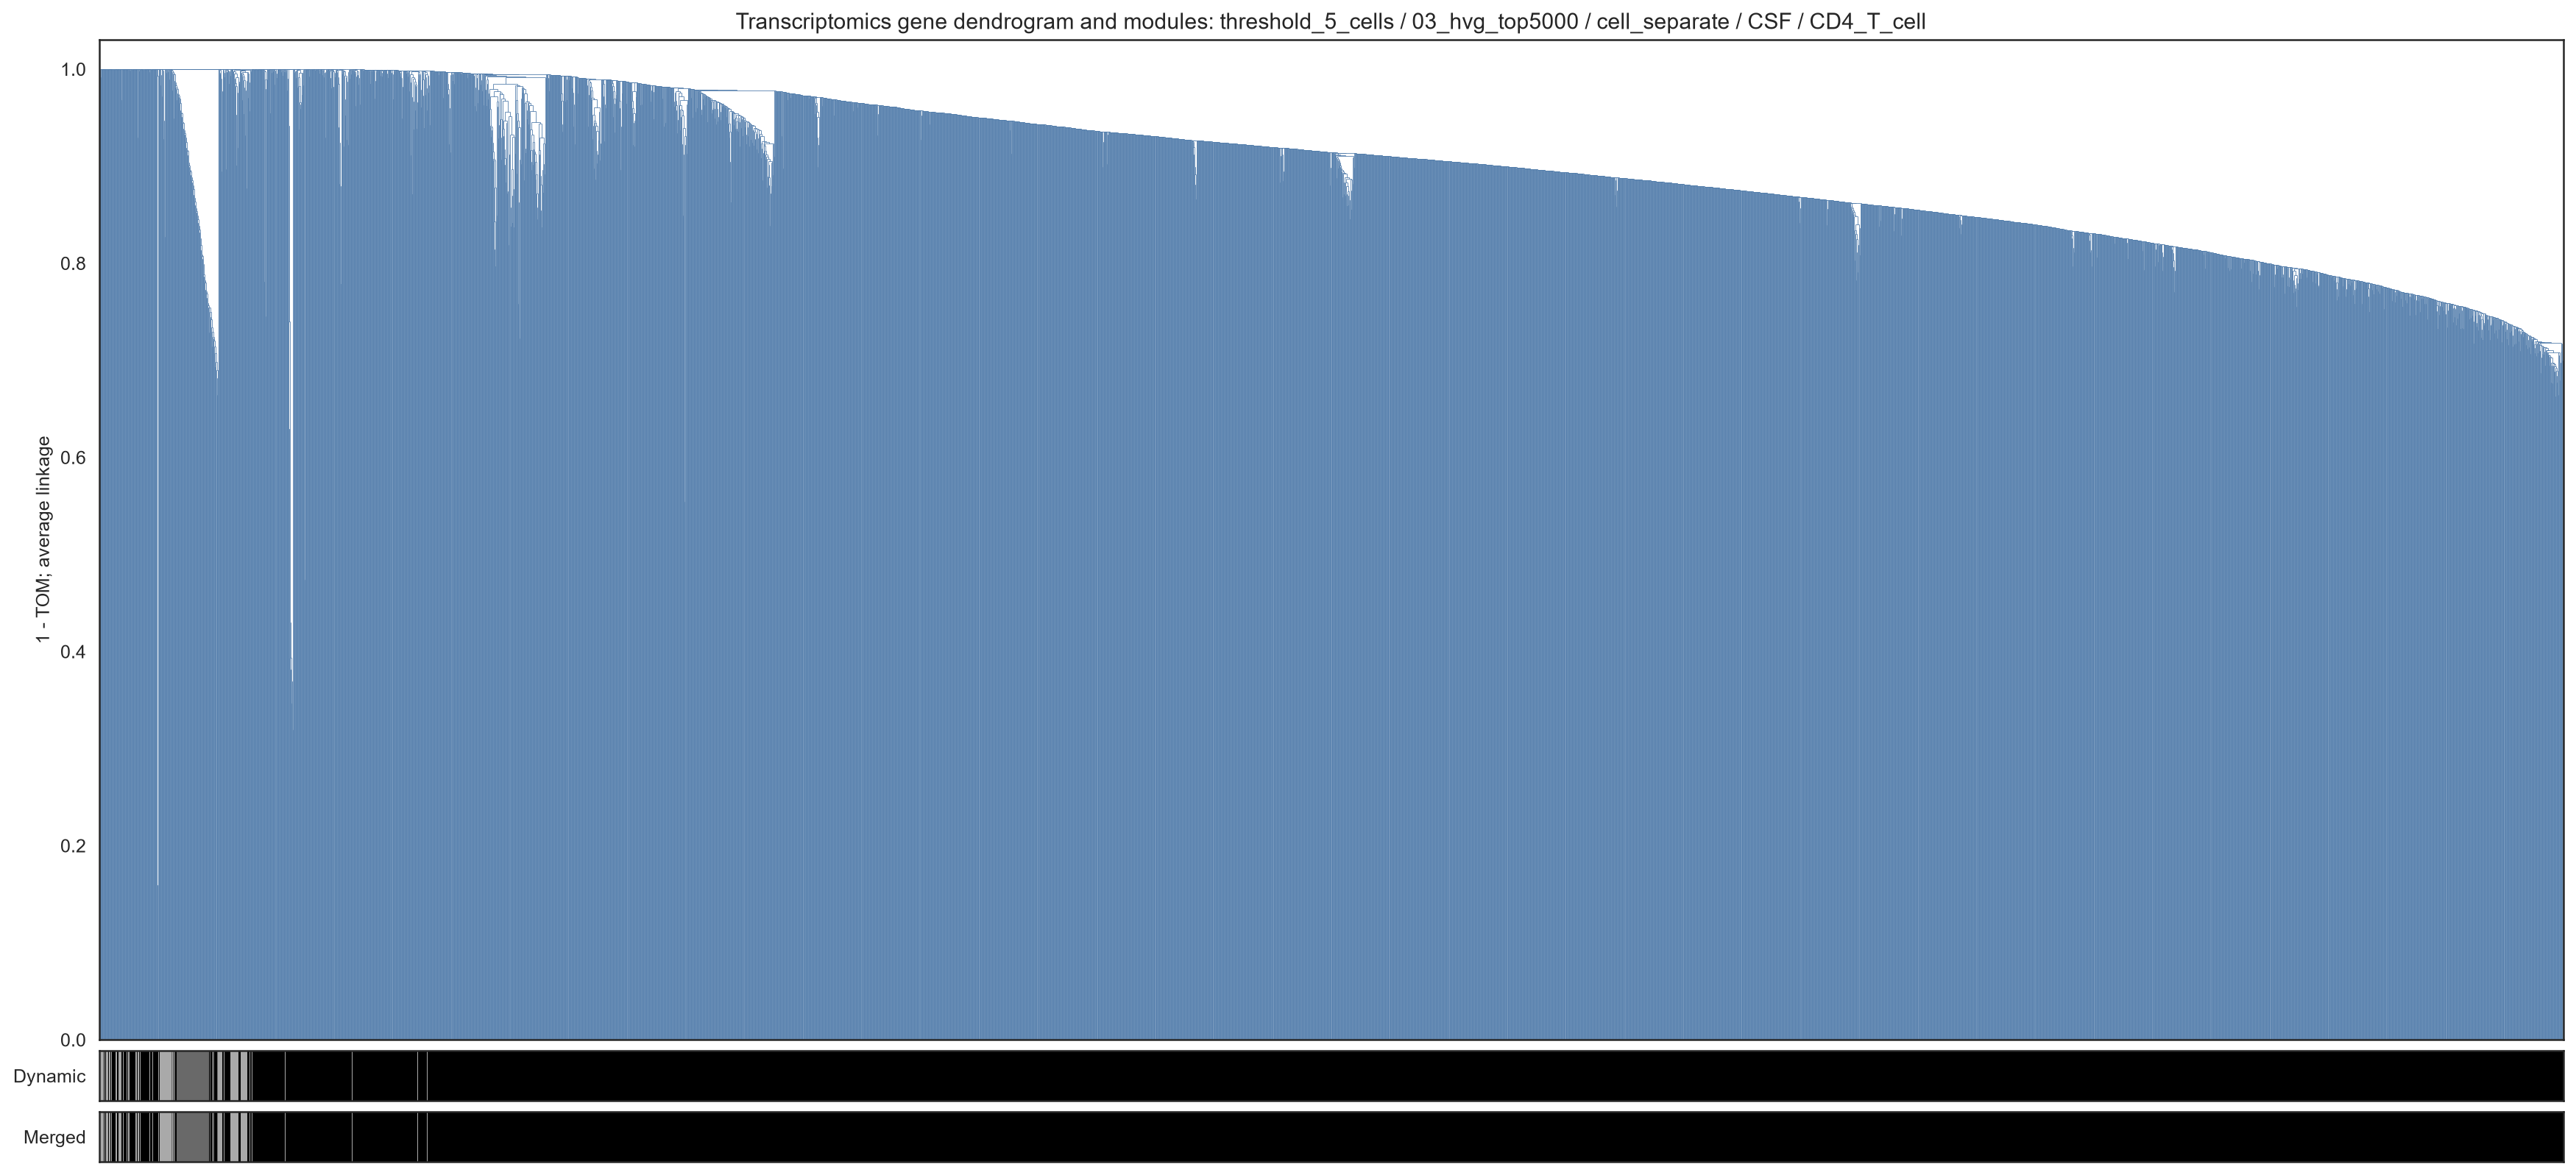 Transcriptomics gene dendrogram and modules: threshold_5_cells / 03_hvg_top5000 / cell_separate / CSF / CD4_T_cell
1 - TOM; average linkage
1.0
0.8
0.6
0.4
0.2
0.0
Dynamic
Merged